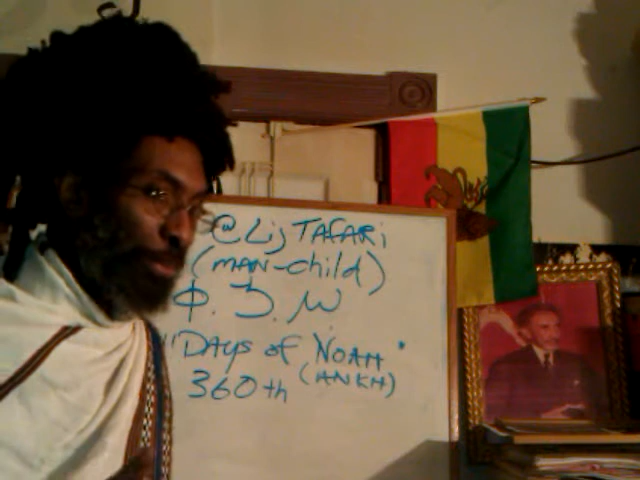 @Lij TAFARi
(MAN-Child)
"DAYS of NOAH"
360th (ANKH)